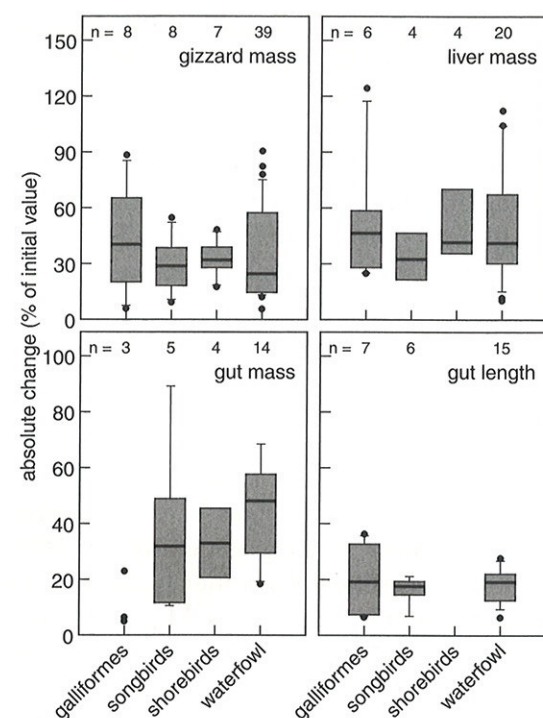 absolute change (% of initial value)
150
120
90
60
30
0
n = 8 8 7 39
gizzard mass
n = 6 4 4 20
liver mass
100
80
60
40
20
0
n = 3 5 4 14
gut mass
n = 7 6 15
gut length
galliformes
songbirds
shorebirds
waterfowl
galliformes
songbirds
shorebirds
waterfowl